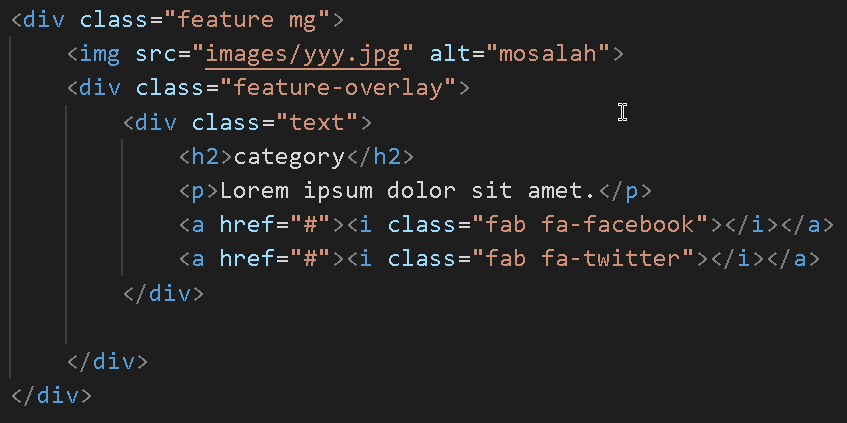 <div class="feature mg">
<img src="images/yyy.jpg" alt="mosalah">
<div class="feature-overlay">
<div class="text">
<h2>category</h2>
<p>Lorem ipsum dolor sit amet.</p>
<a href="#"><i class="fab fa-facebook"></i></a>
<a href="#"><i class="fab fa-twitter"></i></a>
</div>
</div>
</div>